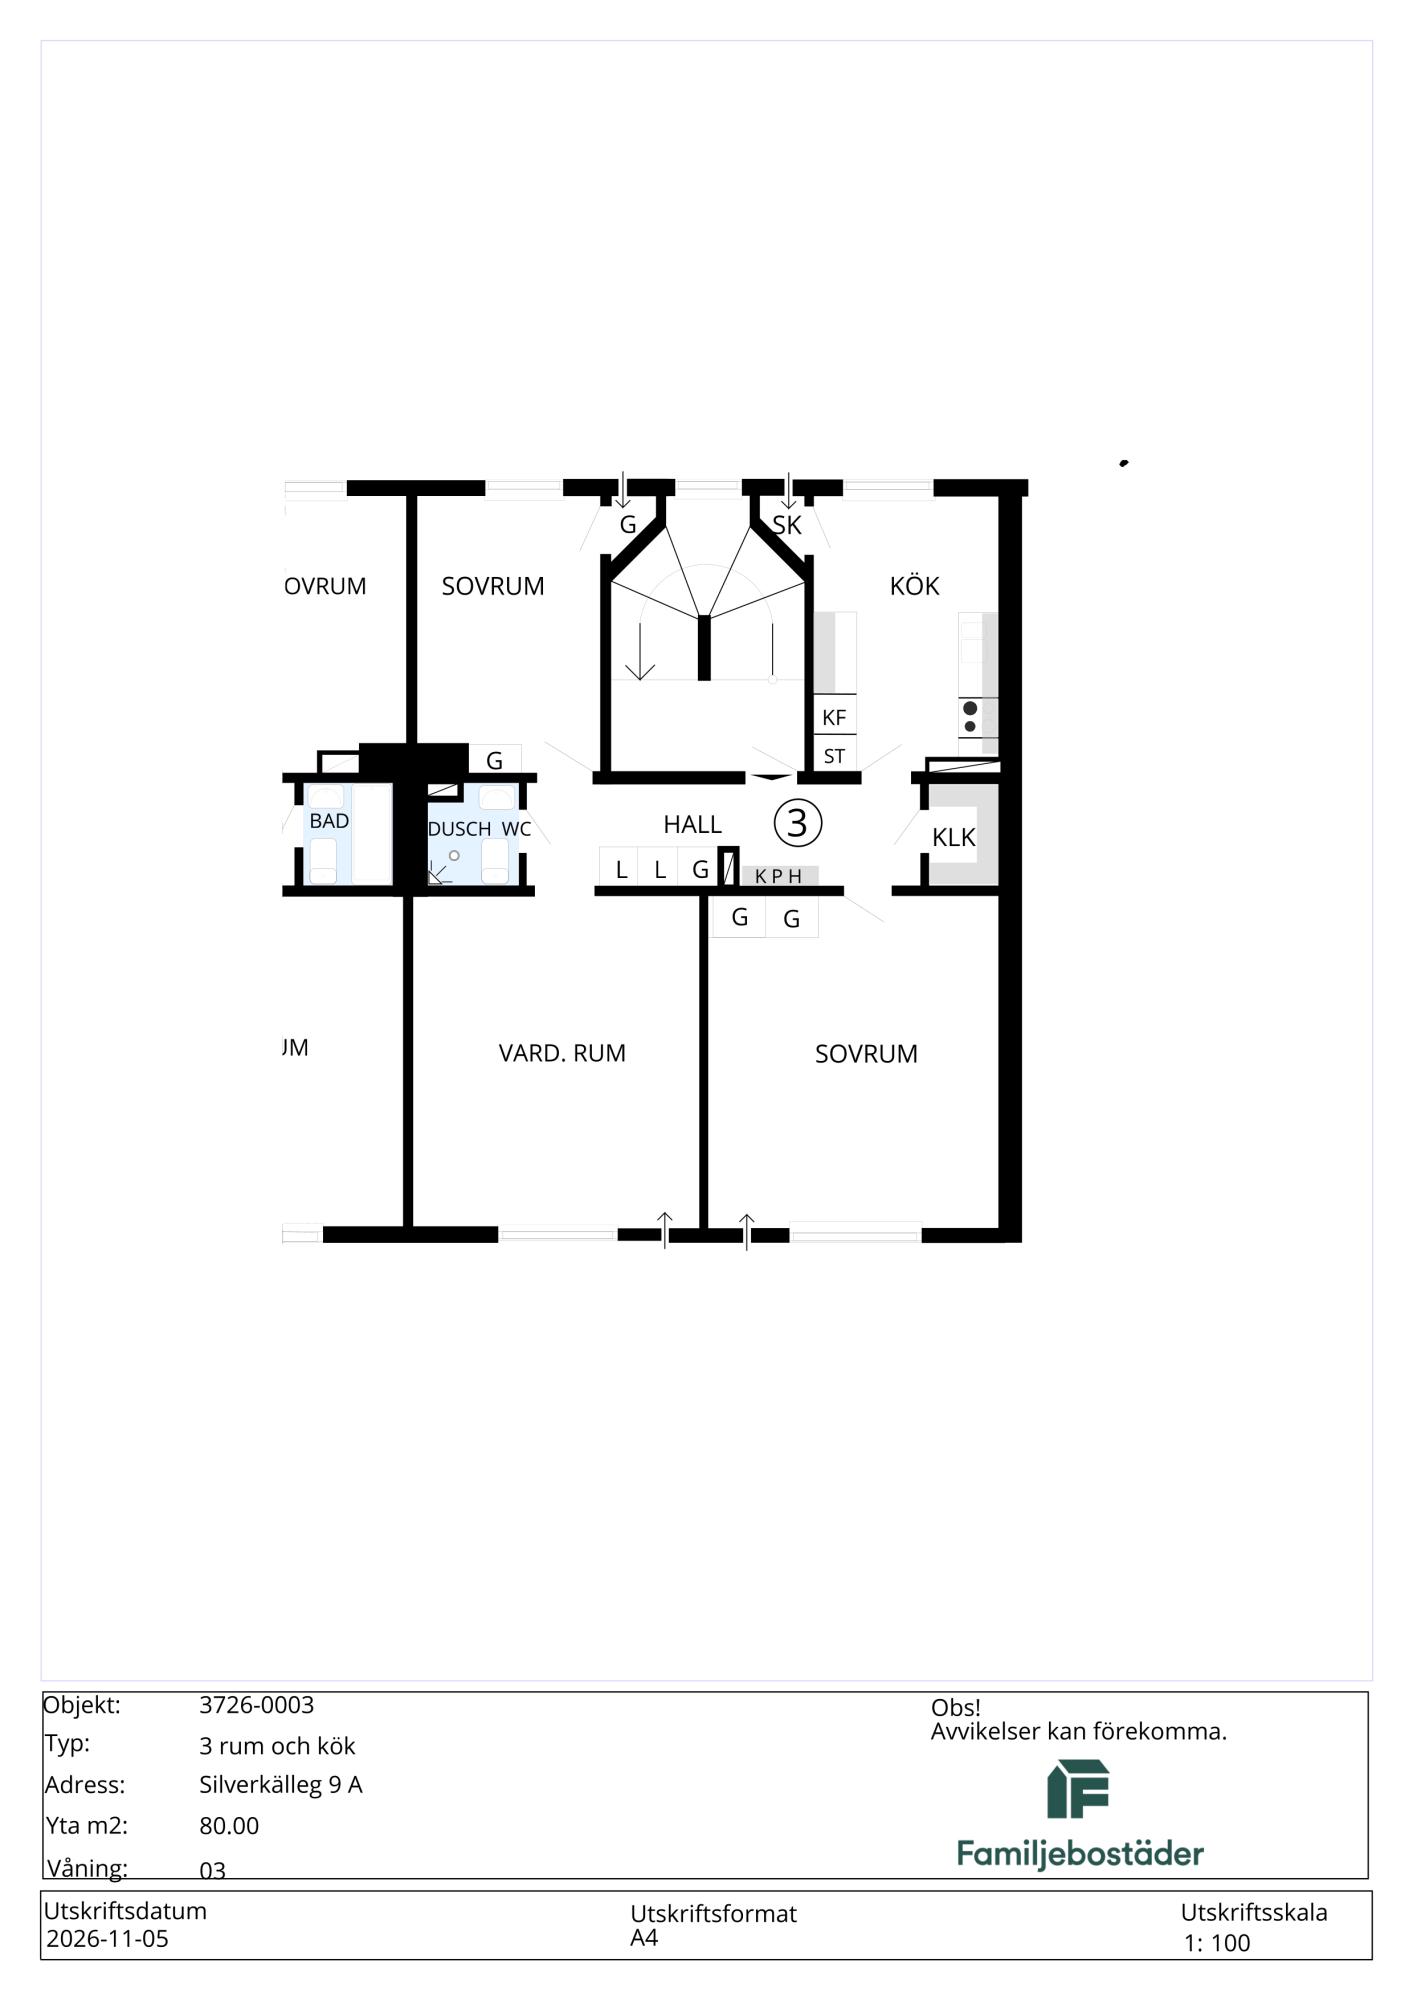 G
SK
OVRUM
SOVRUM
KÖK
KF
G
ST
BAD
DUSCH WC
HALL
3
KLK
L
L
G
KPH
G
G
UM
VARD. RUM
SOVRUM
Objekt: 3726-0003
Typ: 3 rum och kök
Adress: Silverkälleg 9 A
Yta m2: 80.00
Våning: 03
Obs!
Avvikelser kan förekomma.
F
Familjebostäder
Utskriftsdatum
2026-11-05
Utskriftsformat
A4
Utskriftsskala
1: 100